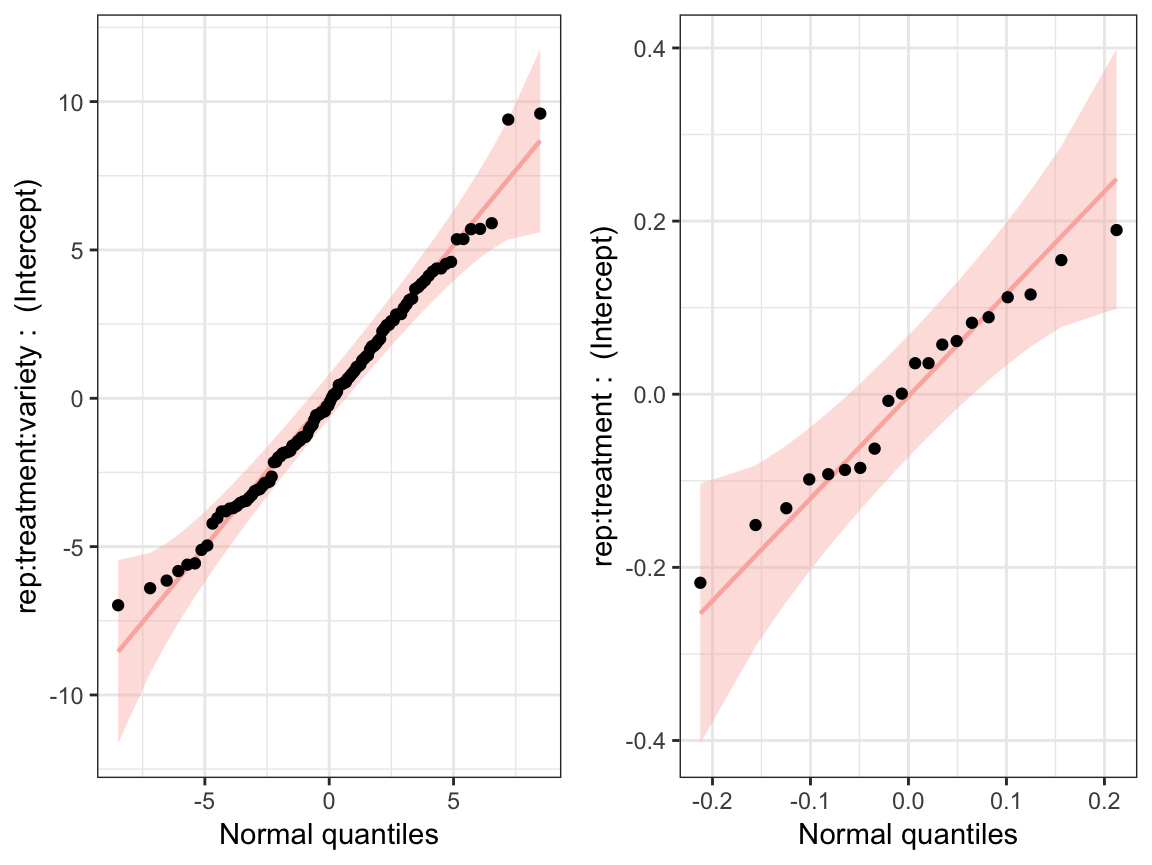 rep:treatment:variety : (Intercept)
10
5
0
-5
-10
-5 0 5
Normal quantiles
rep:treatment : (Intercept)
0.4
0.2
0.0
-0.2
-0.4
-0.2 -0.1 0.0 0.1 0.2
Normal quantiles